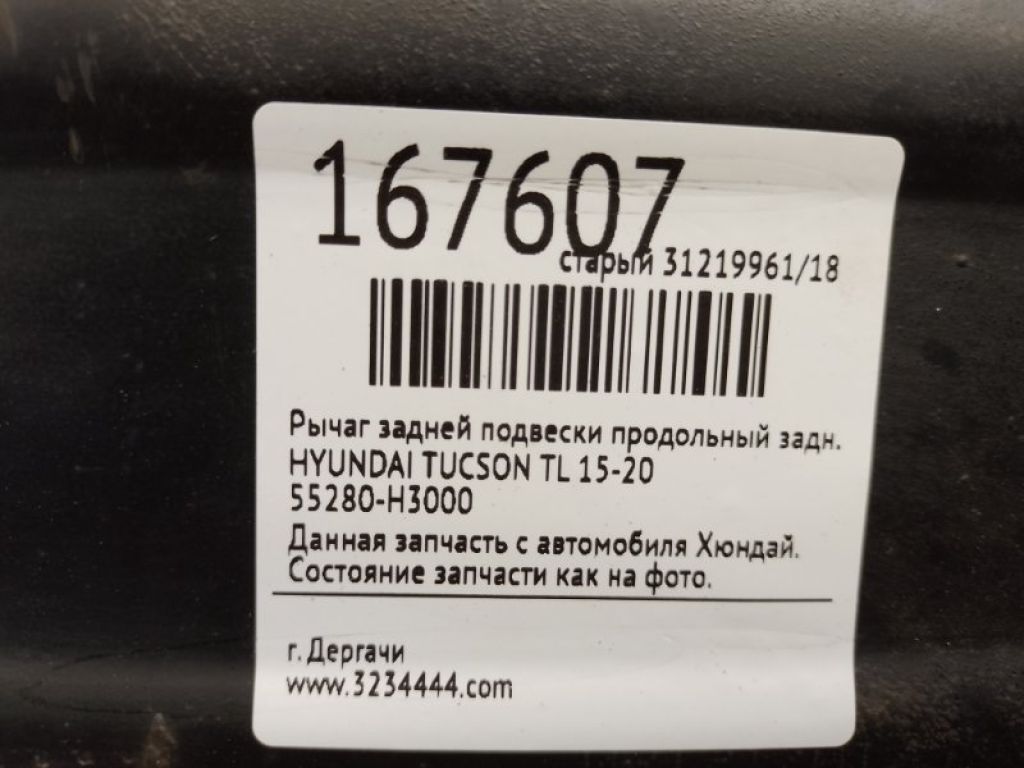 167607
старый 31219961/18
Рычаг задней подвески продольный задн.
HYUNDAI TUCSON TL 15-20
55280-H3000
Данная запчасть с автомобиля Хюндай.
Состояние запчасти как на фото.
г. Дергачи
www.3234444.com